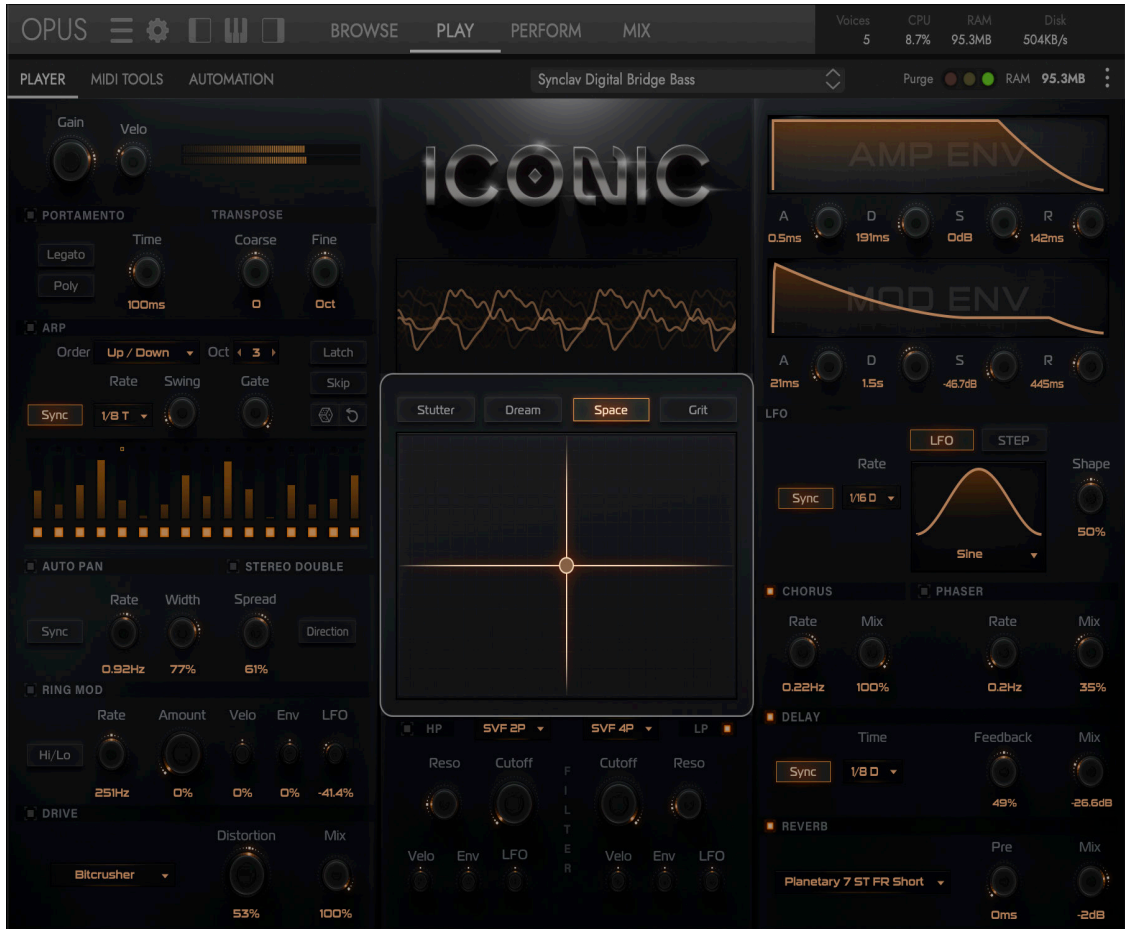 OPUS BROWSE PLAY PERFORM MIX
Voices CPU RAM Disk
5 8.7% 95.3MB 504KB/s
PLAYER MIDI TOOLS AUTOMATION Synclav Digital Bridge Bass Purge RAM 95.3MB
Gain Velo
PORTAMENTO TRANSPOSE
Legato Time Coarse Fine
Poly
100ms 0 0ct
ARP
Order Up / Down Oct 3 Latch
Rate Swing Gate Skip
Sync 1/8 T
AUTO PAN STEREO DOUBLE
Rate Width Spread
Sync Direction
0.92Hz 77% 61%
RING MOD
Rate Amount Velo Env LFO
Hi/Lo
251Hz 0% 0% 0% -41.4%
DRIVE
Distortion Mix
Bitcrusher
53% 100%
ICONIC
Stutter Dream Space Grit
HP SVF 2P SVF 4P LP
Reso Cutoff Cutoff Reso
FILTER
Velo Env LFO Velo Env LFO
AMP ENV
A D S R
0.5ms 191ms 0dB 142ms
MOD ENV
A D S R
21ms 1.5s -46.7dB 445ms
LFO
LFO STEP
Rate Shape
Sync 1/16 D
50%
Sine
CHORUS PHASER
Rate Mix Rate Mix
0.22Hz 100% 0.2Hz 35%
DELAY
Time Feedback Mix
Sync 1/8 D
49% -26.6dB
REVERB
Pre Mix
Planetary 7 ST FR Short
0ms -2dB